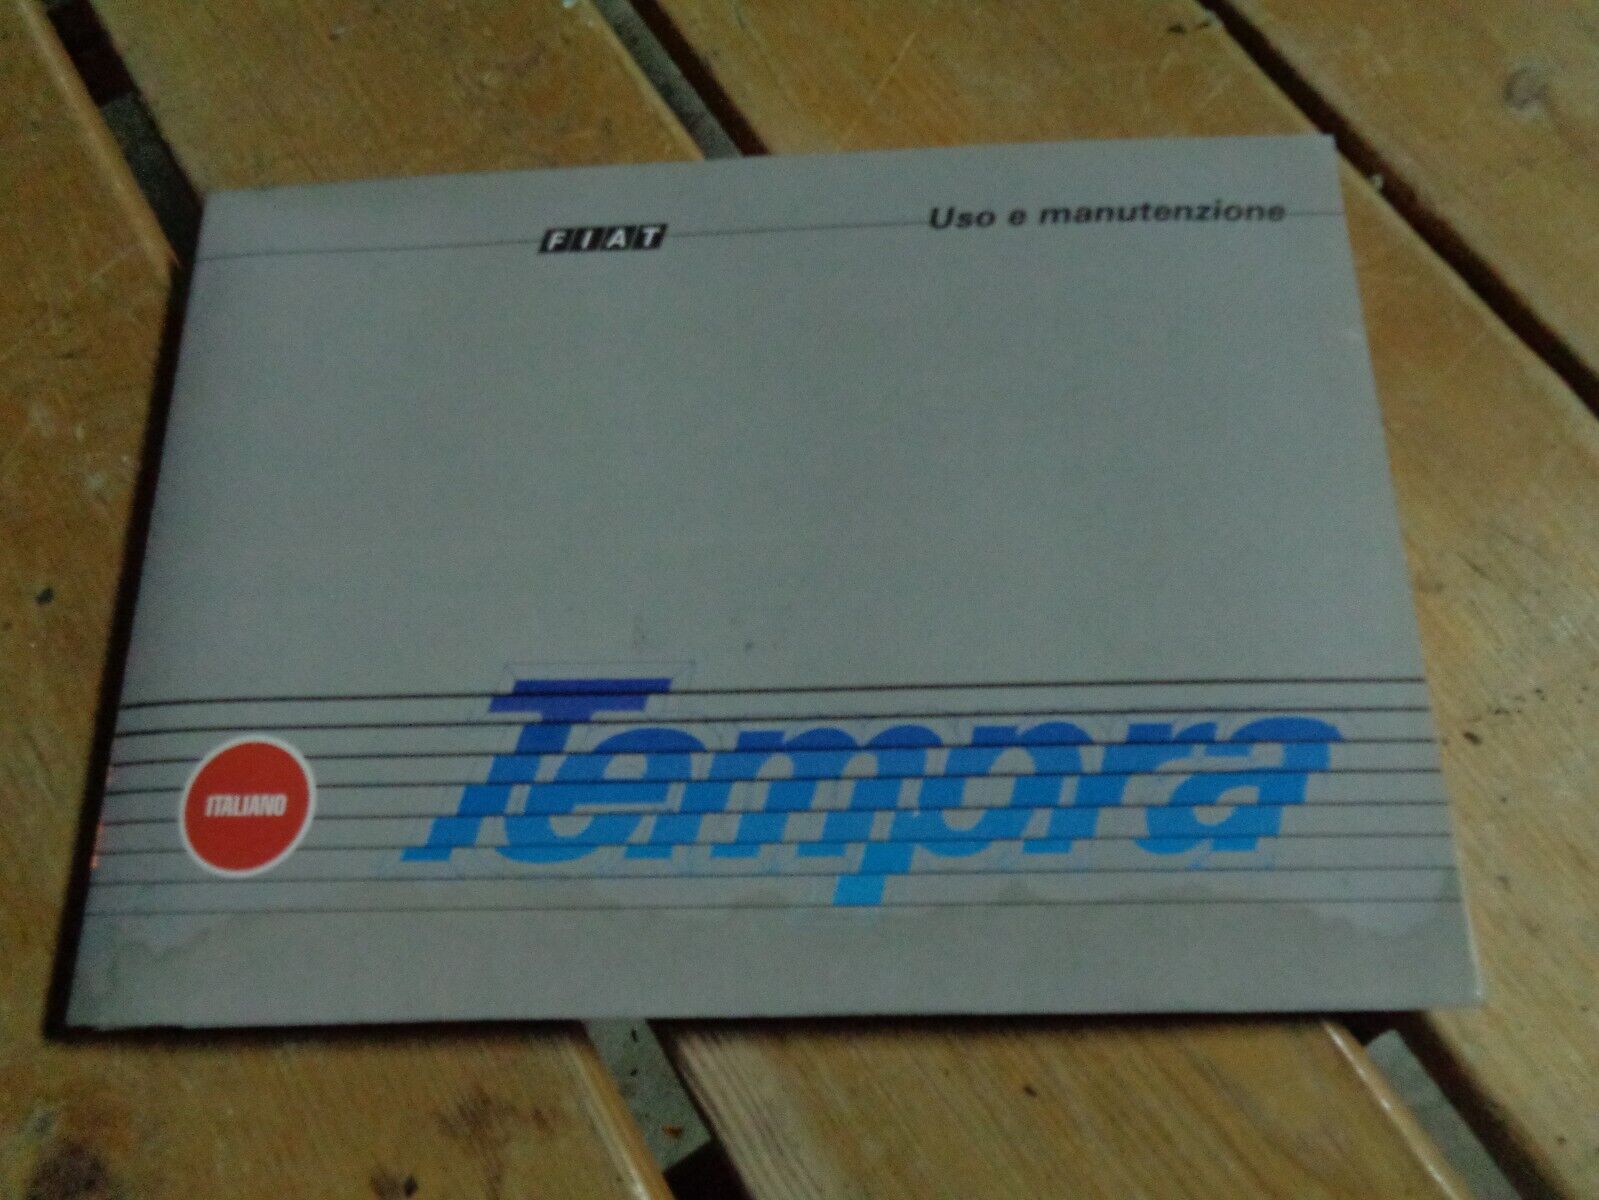 FIAT
Uso e manutenzione
ITALIANO
Tempra